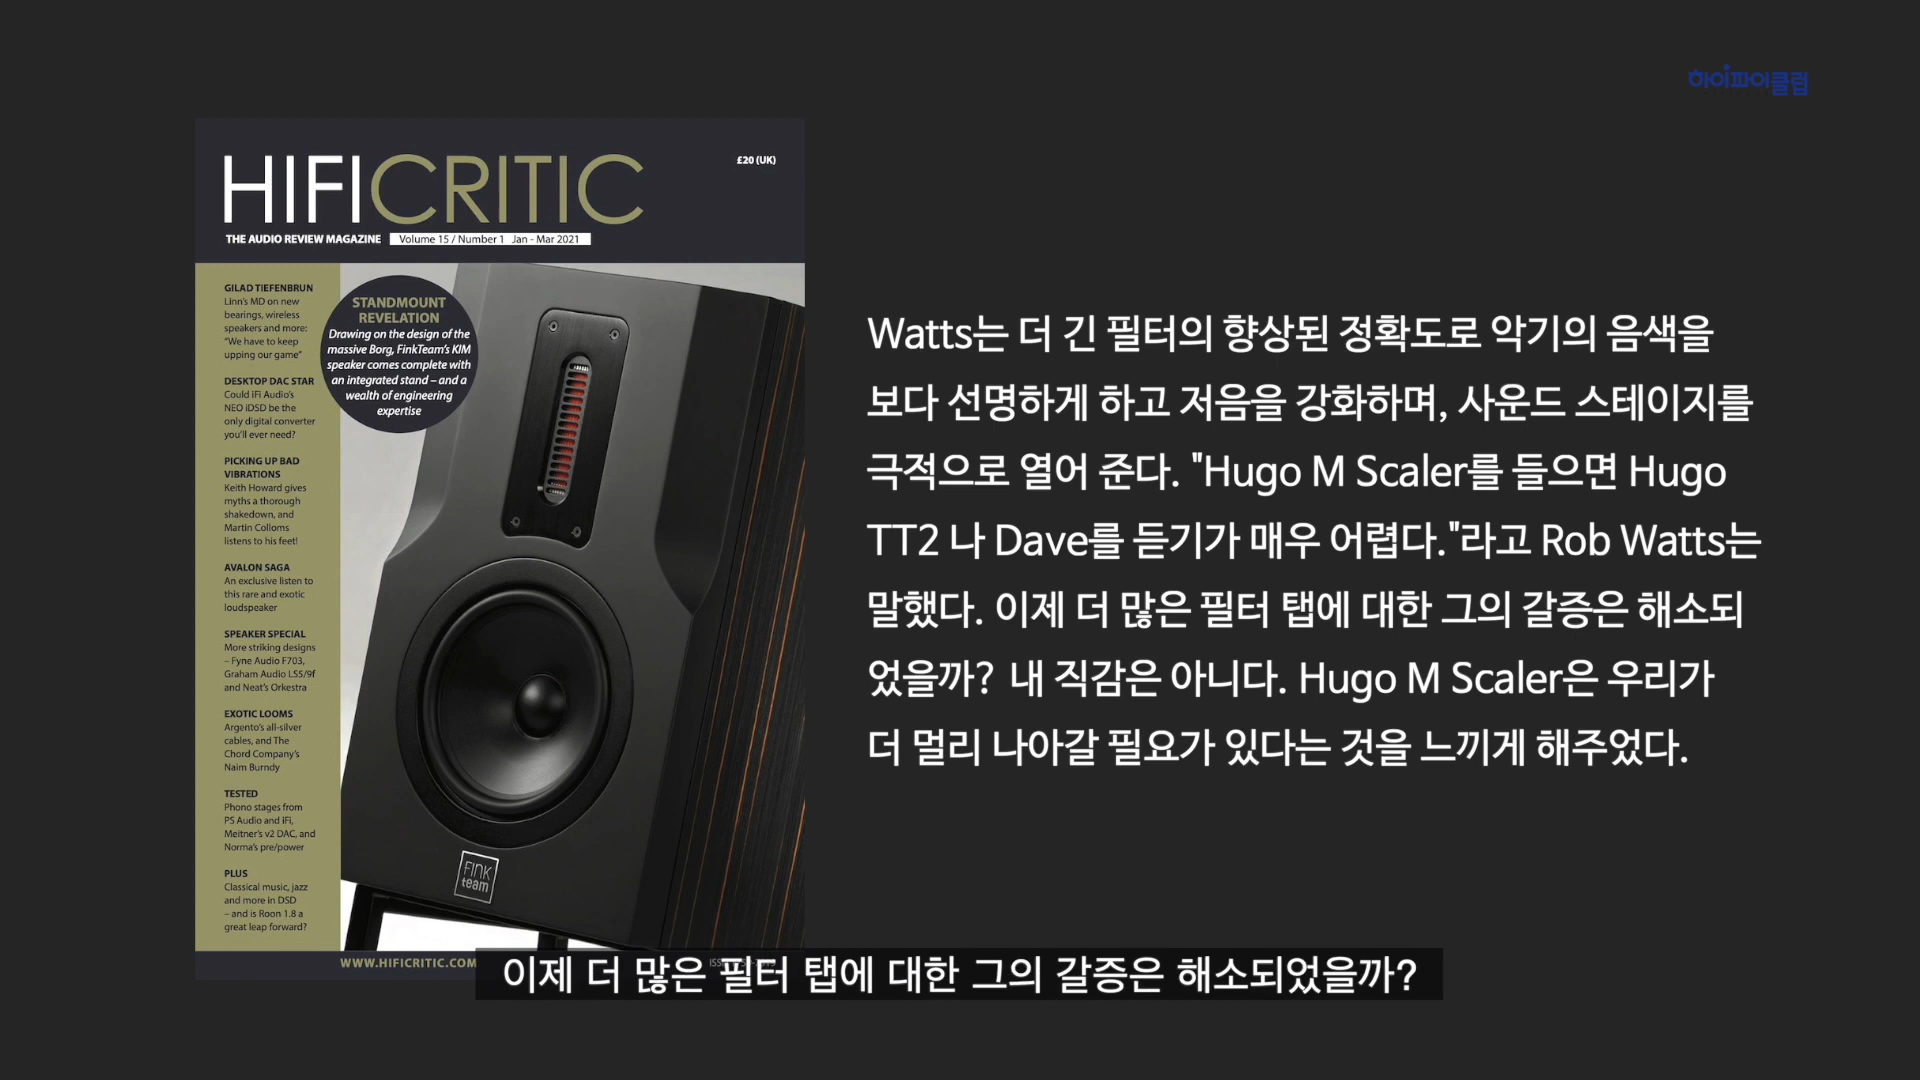 하이파이클럽
HIFICRITIC
£20 (UK)
THE AUDIO REVIEW MAGAZINE
Volume 15 / Number 1 Jan - Mar 2021
GILAD TIEFENBRUN
Linn's MD on new
bearings, wireless
speakers and more:
"We have to keep
upping our game"
DESKTOP DAC STAR
Could iFi Audio's
NEO iDSD be the
only digital converter
you'll ever need?
PICKING UP BAD
VIBRATIONS
Keith Howard gives
myths a thorough
shakedown, and
Martin Colloms
listens to his feet!
AVALON SAGA
An exclusive listen to
this rare and exotic
loudspeaker
SPEAKER SPECIAL
More striking designs
– Fyne Audio F703,
Graham Audio LS5/9f
and Neat's Orkestra
EXOTIC LOOMS
Argento's all-silver
cables, and The
Chord Company's
Naim Burndy
TESTED
Phono stages from
PS Audio and iFi,
Meitner's v2 DAC, and
Norma's pre/power
PLUS
Classical music, jazz
and more in DSD
– and is Roon 1.8 a
great leap forward?
STANDMOUNT
REVELATION
Drawing on the design of the
massive Borg, FinkTeam's KIM
speaker comes complete with
an integrated stand – and a
wealth of engineering
expertise
FINK
team
WWW.HIFICRITIC.COM
Watts는 더 긴 필터의 향상된 정확도로 악기의 음색을
보다 선명하게 하고 저음을 강화하며, 사운드 스테이지를
극적으로 열어 준다. "Hugo M Scaler를 들으면 Hugo
TT2 나 Dave를 듣기가 매우 어렵다."라고 Rob Watts는
말했다. 이제 더 많은 필터 탭에 대한 그의 갈증은 해소되
었을까? 내 직감은 아니다. Hugo M Scaler은 우리가
더 멀리 나아갈 필요가 있다는 것을 느끼게 해주었다.
이제 더 많은 필터 탭에 대한 그의 갈증은 해소되었을까?